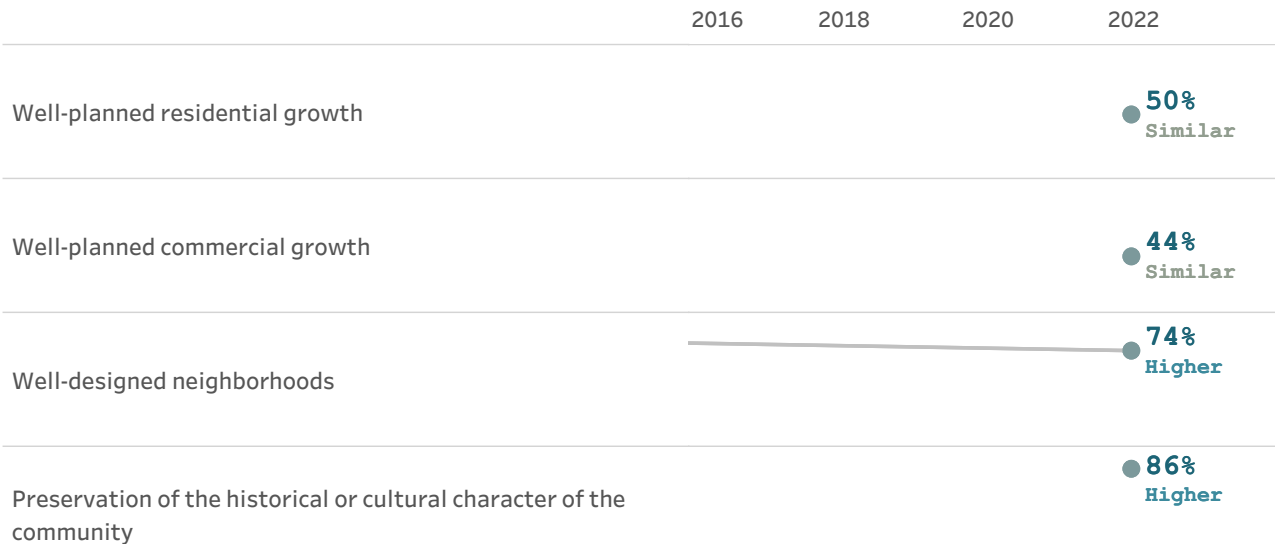 2016 2018 2020 2022
Well-planned residential growth
50%
Similar
Well-planned commercial growth
44%
Similar
Well-designed neighborhoods
74%
Higher
Preservation of the historical or cultural character of the
community
86%
Higher